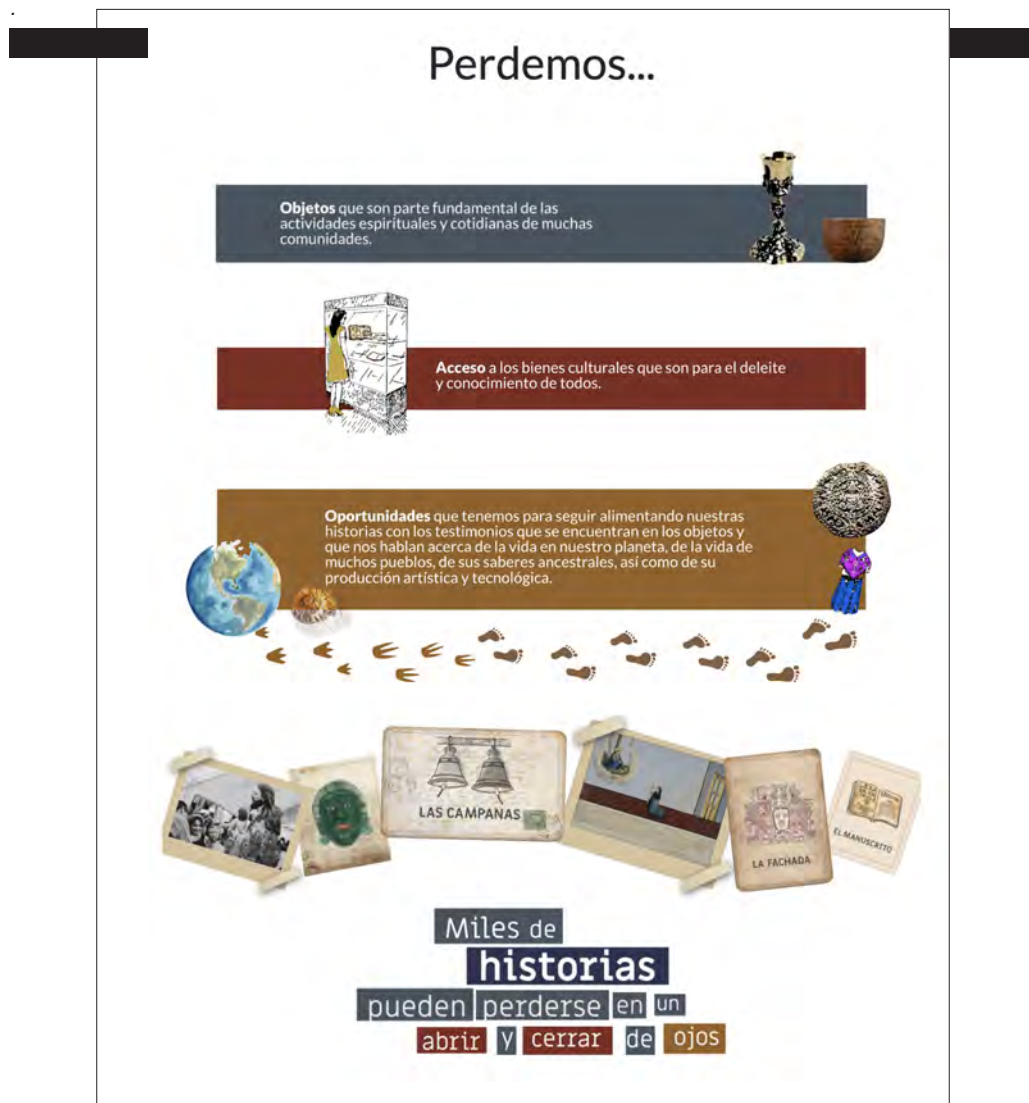 .
Perdemos...
Objetos que son parte fundamental de las
actividades espirituales y cotidianas de muchas
comunidades.
Acceso a los bienes culturales que son para el deleite
y conocimiento de todos.
Oportunidades que tenemos para seguir alimentando nuestras
historias con los testimonios que se encuentran en los objetos y
que nos hablan acerca de la vida en nuestro planeta, de la vida de
muchos pueblos, de sus saberes ancestrales, así como de su
producción artística y tecnológica.
LAS CAMPANAS
LA FACHADA
EL MANUSCRITO
Miles de
historias
pueden perderse en un
abrir y cerrar de ojos